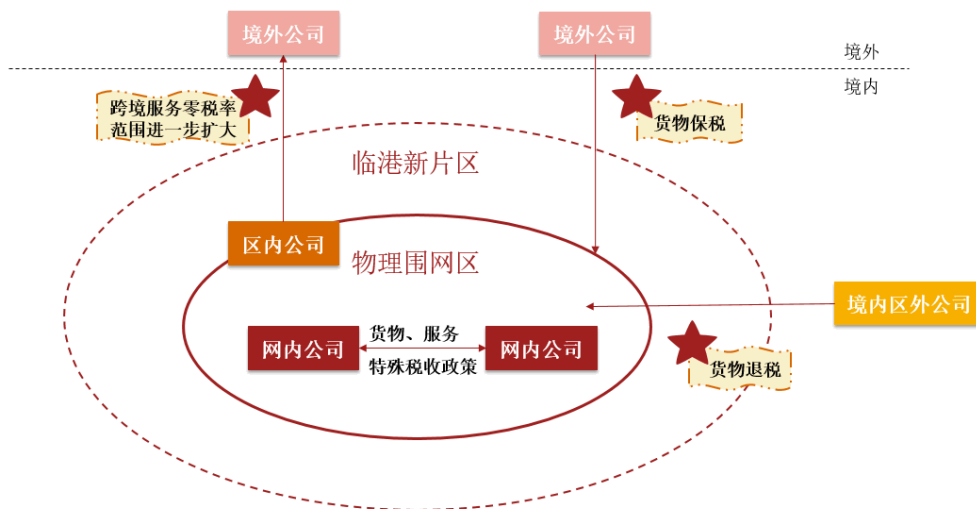 境外公司
境外公司
境外
境内
跨境服务零税率
范围进一步扩大
货物保税
临港新片区
区内公司
物理围网区
境内区外公司
网内公司
货物、服务
特殊税收政策
网内公司
货物退税